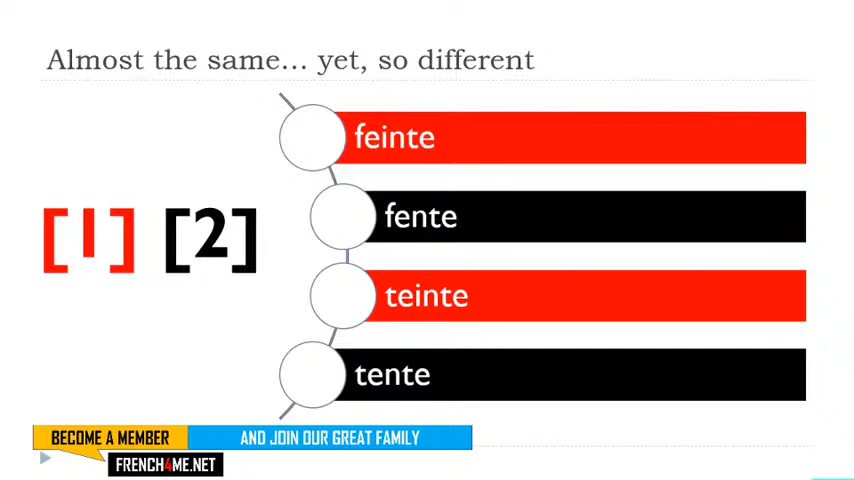 Almost the same... yet, so different
[1] [2]
feinte
fente
teinte
tente
BECOME A MEMBER
AND JOIN OUR GREAT FAMILY
FRENCH4ME.NET